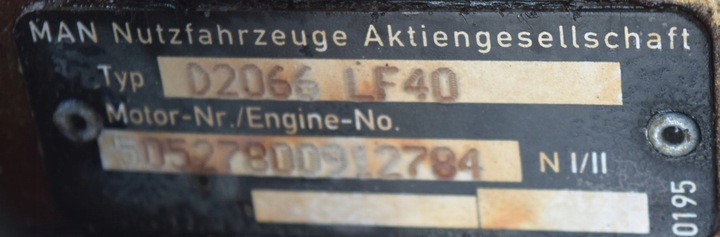 MAN Nutzfahrzeuge Aktiengesellschaft
Typ D2066 LF40
Motor-Nr./Engine-No.
50527800912784 N I/II
0195